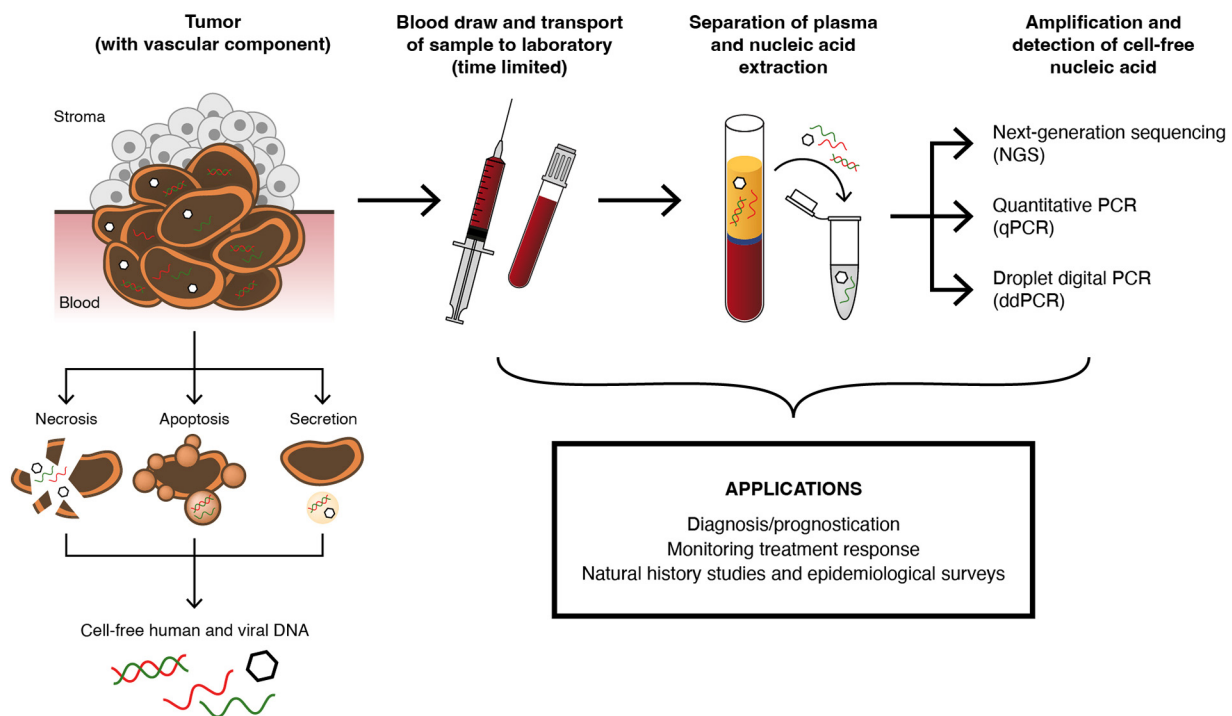 Tumor
(with vascular component)
Blood draw and transport
of sample to laboratory
(time limited)
Separation of plasma
and nucleic acid
extraction
Amplification and
detection of cell-free
nucleic acid
Stroma
Blood
Next-generation sequencing
(NGS)
Quantitative PCR
(qPCR)
Droplet digital PCR
(ddPCR)
Necrosis
Apoptosis
Secretion
Cell-free human and viral DNA
APPLICATIONS
Diagnosis/prognostication
Monitoring treatment response
Natural history studies and epidemiological surveys